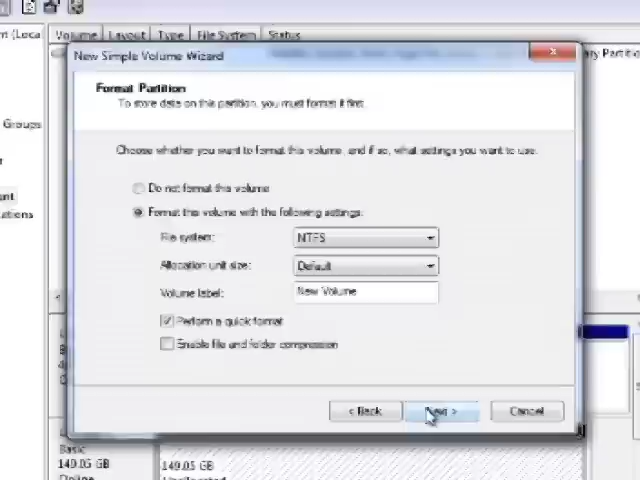 Volume Layout Type File System Status
New Simple Volume Wizard
Format Partition
To store data on this partition, you must format it first.
Groups
Choose whether you want to format this volume, and if so, what settings you want to use.
Do not format this volume
Format this volume with the following settings:
File system: NTFS
Allocation unit size: Default
Volume label: New Volume
Perform a quick format
Enable file and folder compression
< Back Next > Cancel
Basic
149.05 GB 149.05 GB
Online Unallocated